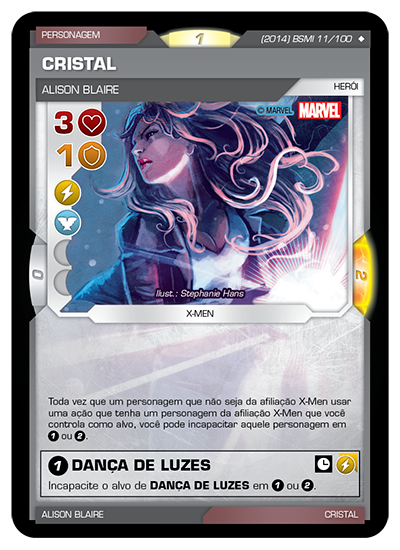 PERSONAGEM
1
(2014) BSMI 11/100
CRISTAL
ALISON BLAIRE
HERÓI
3
© MARVEL MARVEL
1
0
2
Ilust.: Stephanie Hans
X-MEN
Toda vez que um personagem que não seja da afiliação X-Men usar
uma ação que tenha um personagem da afiliação X-Men que você
controla como alvo, você pode incapacitar aquele personagem em
1 ou 2.
1 DANÇA DE LUZES
Incapacite o alvo de DANÇA DE LUZES em 1 ou 2.
ALISON BLAIRE
CRISTAL